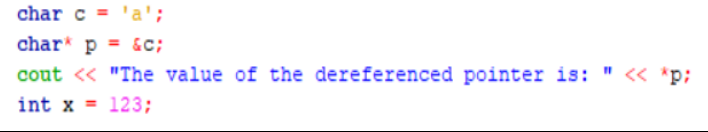 char c = 'a';
char* p = &c;
cout << "The value of the dereferenced pointer is: " << *p;
int x = 123;